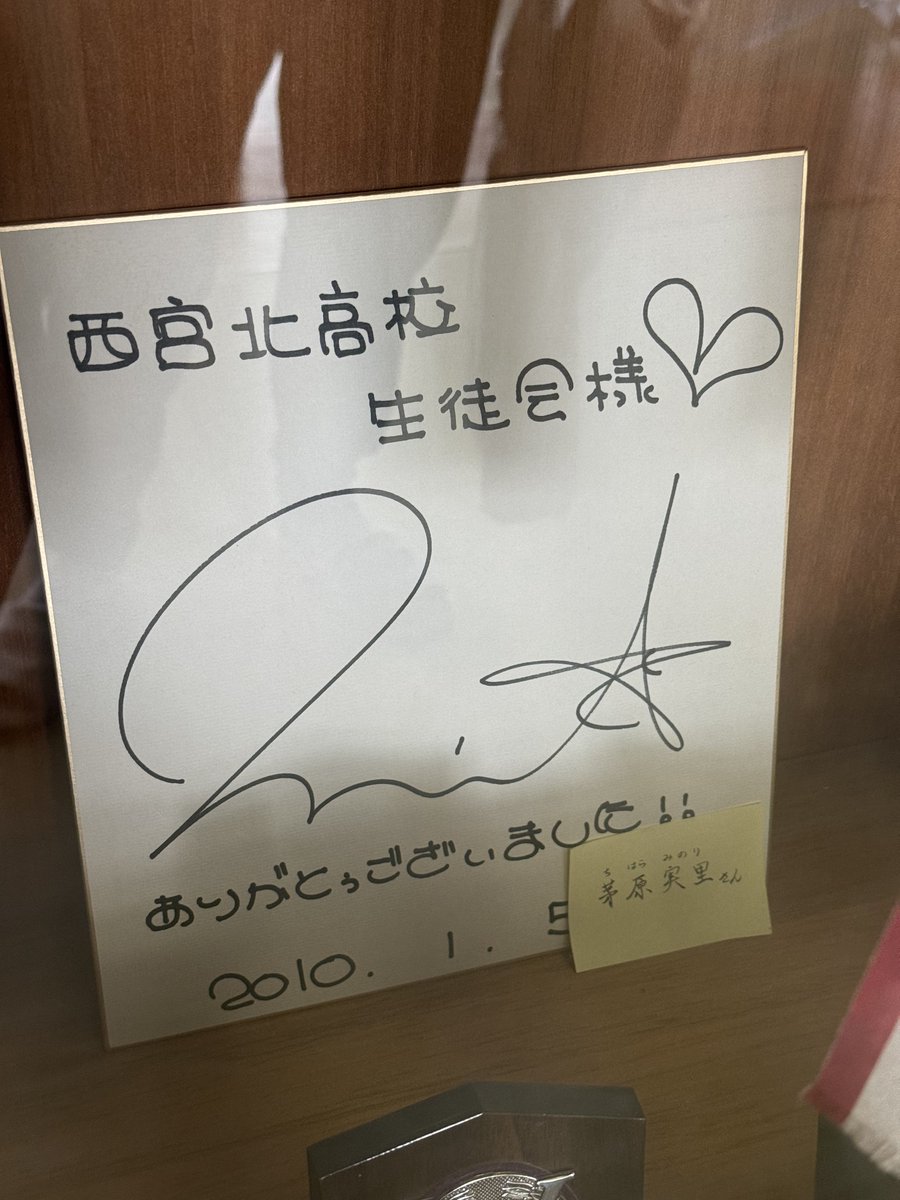 西宮北高校
生徒会様
ありがとうございました!!
2010. 1. 5
ち はら みのり
茅原実里さん